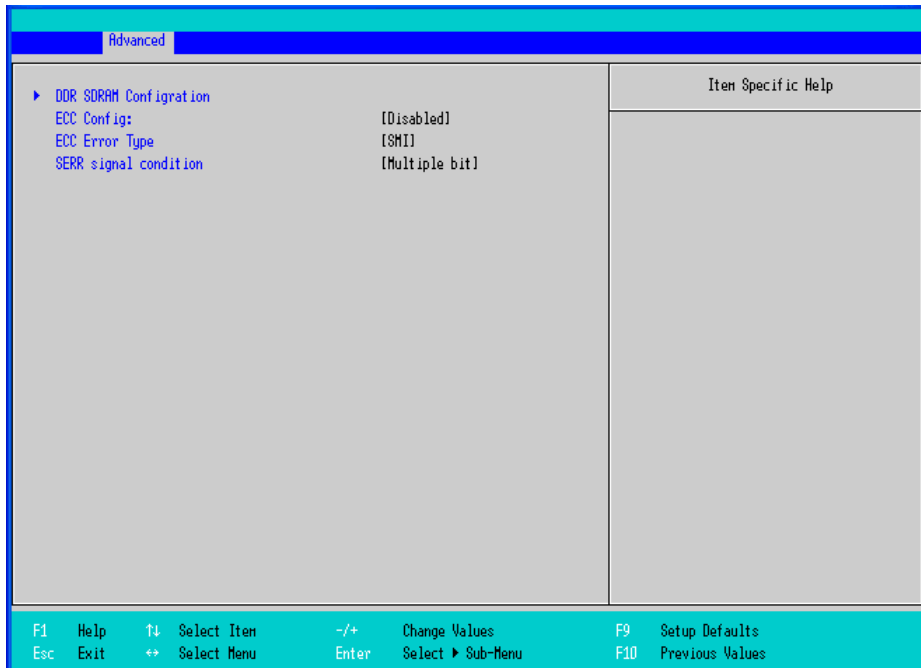 Advanced
Item Specific Help
▶ DDR SDRAM Configration
ECC Config: [Disabled]
ECC Error Type [SMI]
SERR signal condition [Multiple bit]
F1 Help ↑↓ Select Item -/+ Change Values F9 Setup Defaults
Esc Exit ↔ Select Menu Enter Select ▶ Sub-Menu F10 Previous Values